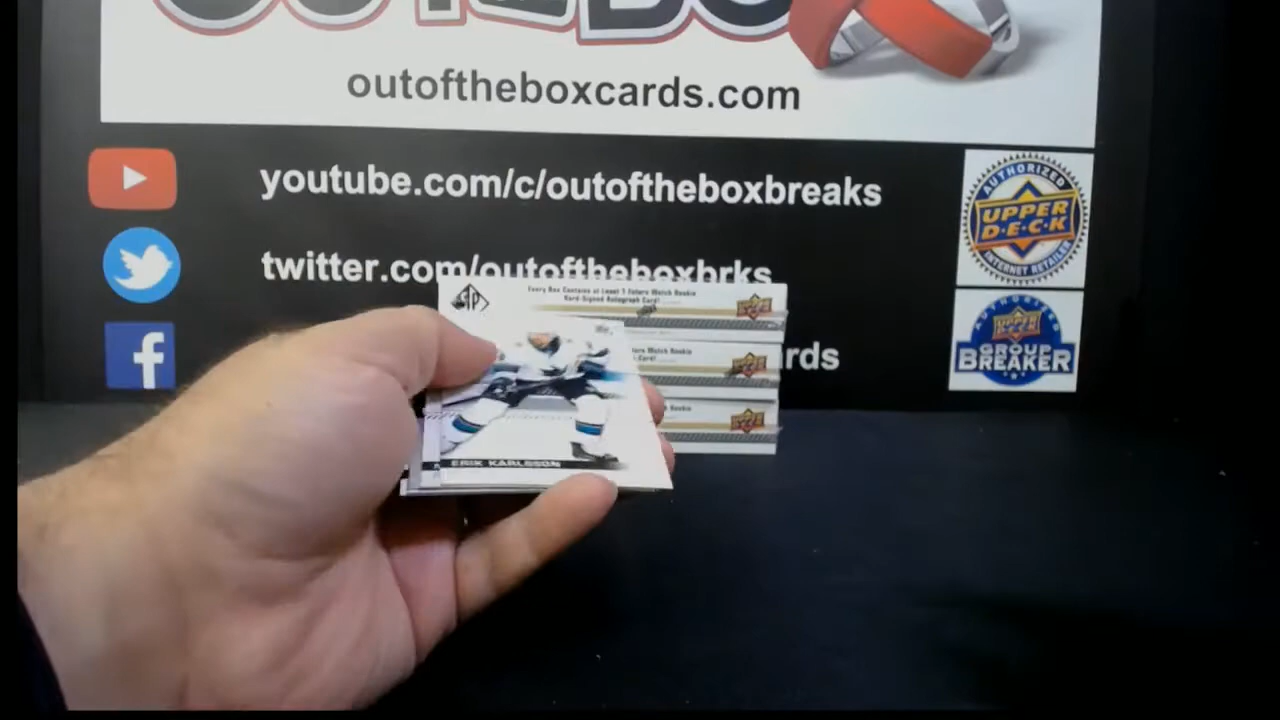 outoftheboxcards.com
youtube.com/c/outoftheboxbreaks
AUTHORIZED
UPPER
D·E·C·K
INTERNET RETAILER
twitter.com/outoftheboxbrks
AUTHORIZED
UPPER DECK
GROUP
BREAKER
rds
SP
Every Box Contains at Least 1 Future Watch Rookie
Hard-Signed Autograph Card!
ERIK KARLSSON